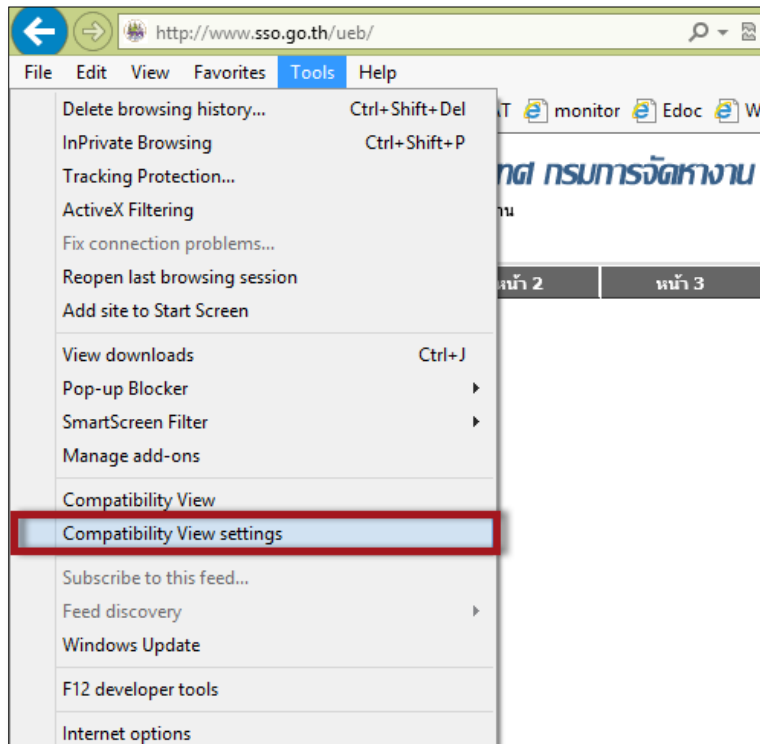 http://www.sso.go.th/ueb/
File Edit View Favorites Tools Help
Delete browsing history... Ctrl+Shift+Del
monitor Edoc
InPrivate Browsing Ctrl+Shift+P
Tracking Protection...
กรมการจัดหางาน
ActiveX Filtering
Fix connection problems...
Reopen last browsing session
หน้า 3
Add site to Start Screen
View downloads Ctrl+J
Pop-up Blocker
SmartScreen Filter
Manage add-ons
Compatibility View
Compatibility View settings
Subscribe to this feed...
Feed discovery
Windows Update
F12 developer tools
Internet options